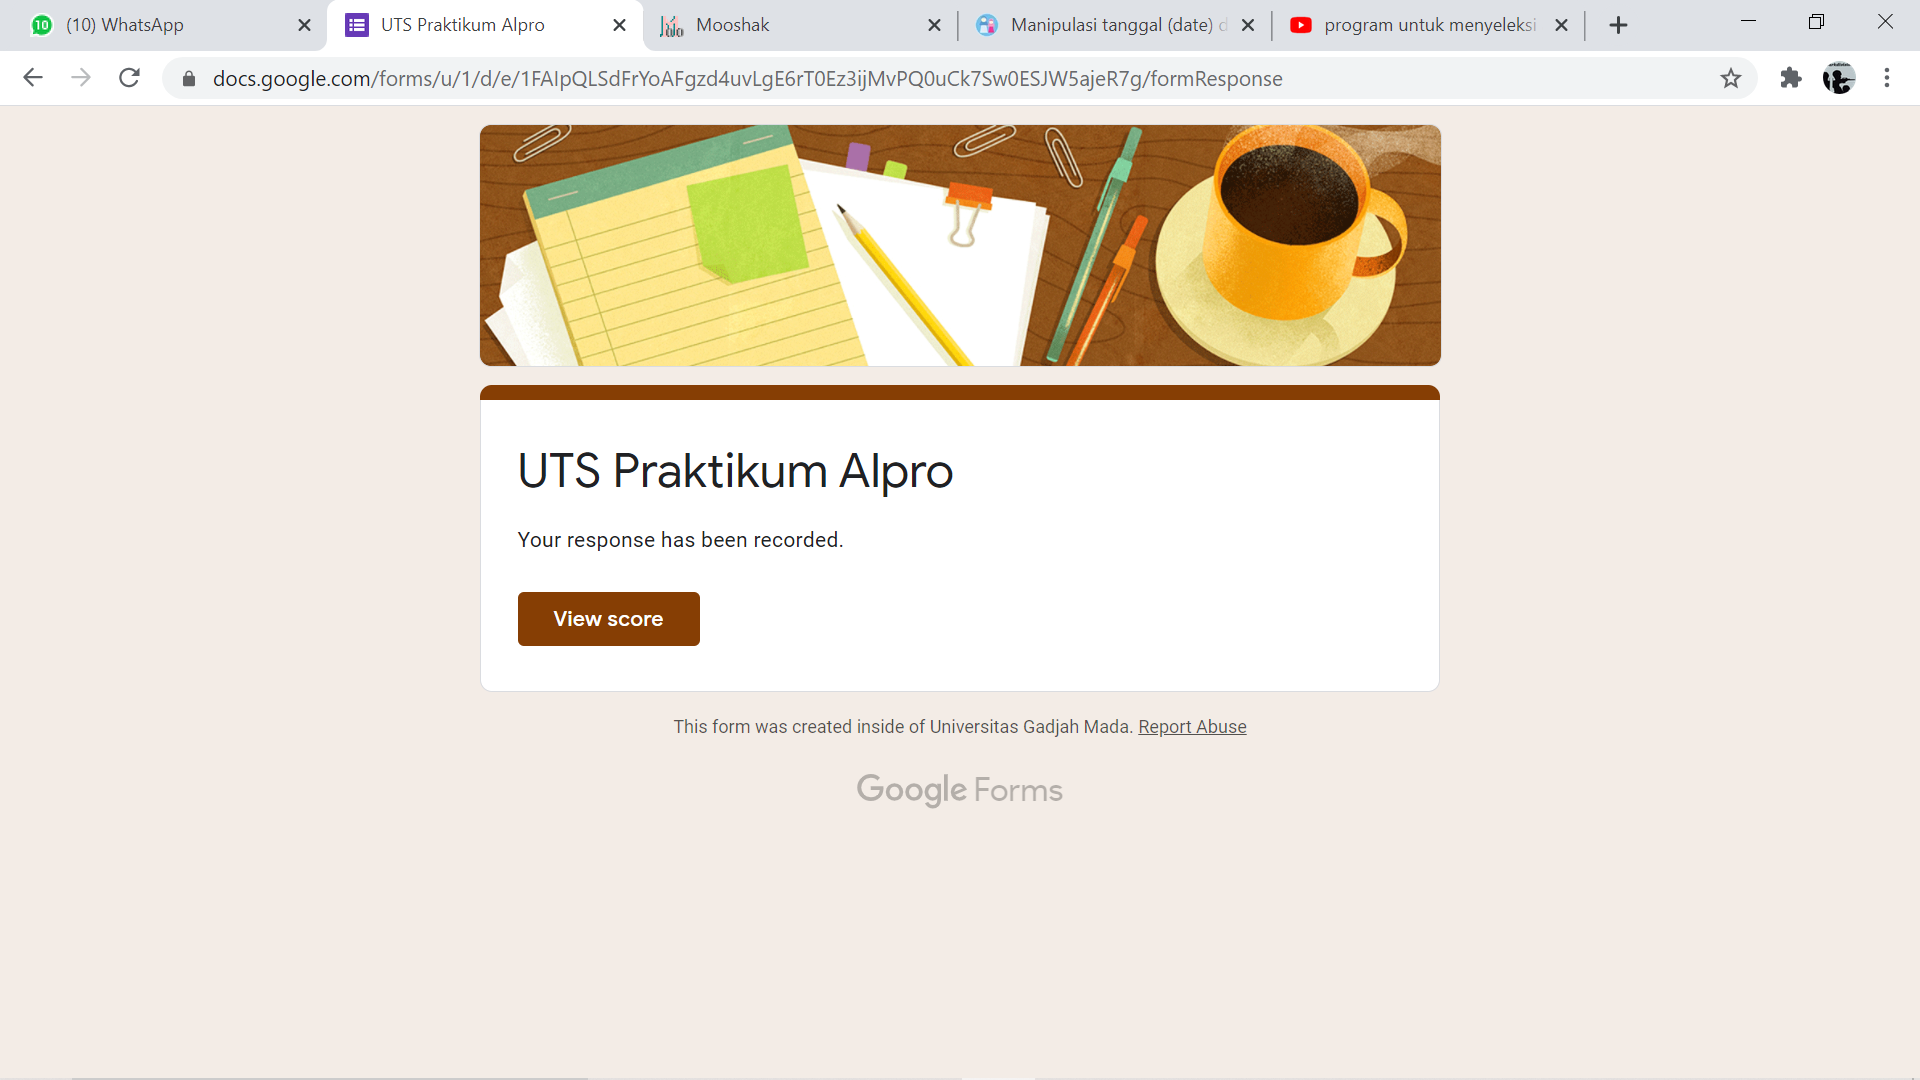 10
(10) WhatsApp
UTS Praktikum Alpro
Mooshak
Manipulasi tanggal (date) d
program untuk menyeleksi
docs.google.com/forms/u/1/d/e/1FAIpQLSdFrYoAFgzd4uvLgE6rT0Ez3ijMvPQ0uCk7Sw0ESJW5ajeR7g/formResponse
UTS Praktikum Alpro
Your response has been recorded.
View score
This form was created inside of Universitas Gadjah Mada. Report Abuse
Google Forms